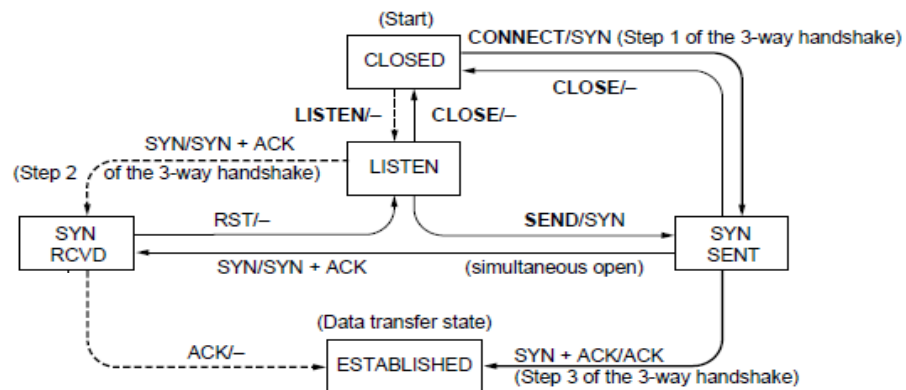 (Start)
CONNECT/SYN (Step 1 of the 3-way handshake)
CLOSED
CLOSE/–
LISTEN/–
CLOSE/–
SYN/SYN + ACK
(Step 2 of the 3-way handshake)
LISTEN
RST/–
SEND/SYN
SYN
RCVD
SYN
SENT
SYN/SYN + ACK
(simultaneous open)
(Data transfer state)
ACK/–
ESTABLISHED
SYN + ACK/ACK
(Step 3 of the 3-way handshake)